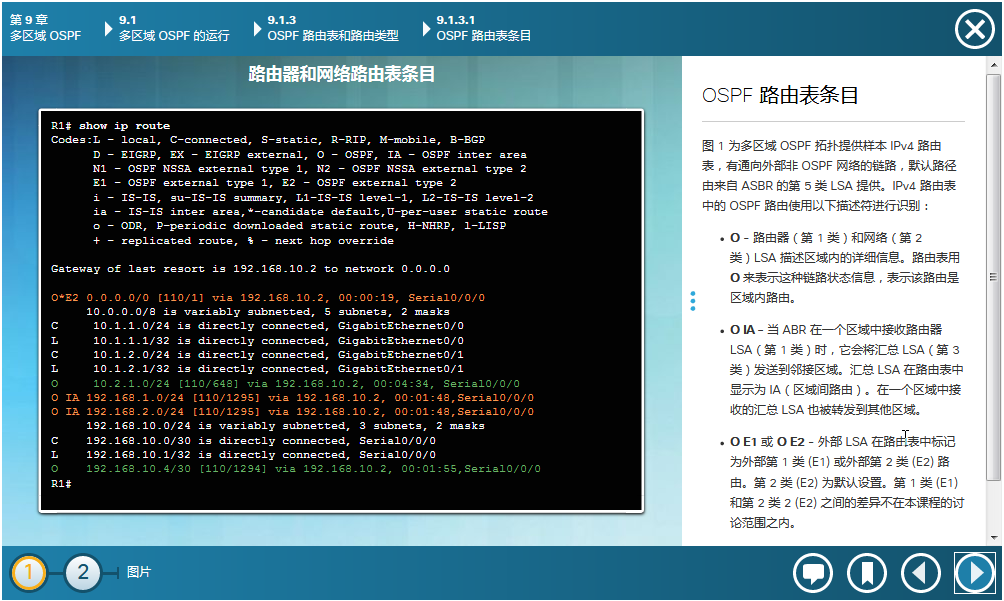 第 9 章
多区域 OSPF
9.1
多区域 OSPF 的运行
9.1.3
OSPF 路由表和路由类型
9.1.3.1
OSPF 路由表条目
路由器和网络路由表条目
R1# show ip route
Codes:L - local, C-connected, S-static, R-RIP, M-mobile, B-BGP
D - EIGRP, EX - EIGRP external, O - OSPF, IA - OSPF inter area
N1 - OSPF NSSA external type 1, N2 - OSPF NSSA external type 2
E1 - OSPF external type 1, E2 - OSPF external type 2
i - IS-IS, su-IS-IS summary, L1-IS-IS level-1, L2-IS-IS level-2
ia - IS-IS inter area,*-candidate default,U-per-user static route
o - ODR, P-periodic downloaded static route, H-NHRP, l-LISP
+ - replicated route, % - next hop override
Gateway of last resort is 192.168.10.2 to network 0.0.0.0
O*E2 0.0.0.0/0 [110/1] via 192.168.10.2, 00:00:19, Serial0/0/0
10.0.0.0/8 is variably subnetted, 5 subnets, 2 masks
C 10.1.1.0/24 is directly connected, GigabitEthernet0/0
L 10.1.1.1/32 is directly connected, GigabitEthernet0/0
C 10.1.2.0/24 is directly connected, GigabitEthernet0/1
L 10.1.2.1/32 is directly connected, GigabitEthernet0/1
O 10.2.1.0/24 [110/648] via 192.168.10.2, 00:04:34, Serial0/0/0
O IA 192.168.1.0/24 [110/1295] via 192.168.10.2, 00:01:48,Serial0/0/0
O IA 192.168.2.0/24 [110/1295] via 192.168.10.2, 00:01:48,Serial0/0/0
192.168.10.0/24 is variably subnetted, 3 subnets, 2 masks
C 192.168.10.0/30 is directly connected, Serial0/0/0
L 192.168.10.1/32 is directly connected, Serial0/0/0
O 192.168.10.4/30 [110/1294] via 192.168.10.2, 00:01:55,Serial0/0/0
R1#
OSPF 路由表条目
图 1 为多区域 OSPF 拓扑提供样本 IPv4 路由
表，有通向外部非 OSPF 网络的链路，默认路径
由来自 ASBR 的第 5 类 LSA 提供。IPv4 路由表
中的 OSPF 路由使用以下描述符进行识别：
• O – 路由器（第 1 类）和网络（第 2
类）LSA 描述区域内的详细信息。路由表用
O 来表示这种链路状态信息，表示该路由是
区域内路由。
• O IA – 当 ABR 在一个区域中接收路由器
LSA（第 1 类）时，它会将汇总 LSA（第 3
类）发送到邻接区域。汇总 LSA 在路由表中
显示为 IA（区域间路由）。在一个区域中接
收的汇总 LSA 也被转发到其他区域。
• O E1 或 O E2 – 外部 LSA 在路由表中标记
为外部第 1 类 (E1) 或外部第 2 类 (E2) 路
由。第 2 类 (E2) 为默认设置。第 1 类 (E1)
和第 2 类 2 (E2) 之间的差异不在本课程的讨
论范围之内。
1
2
图片